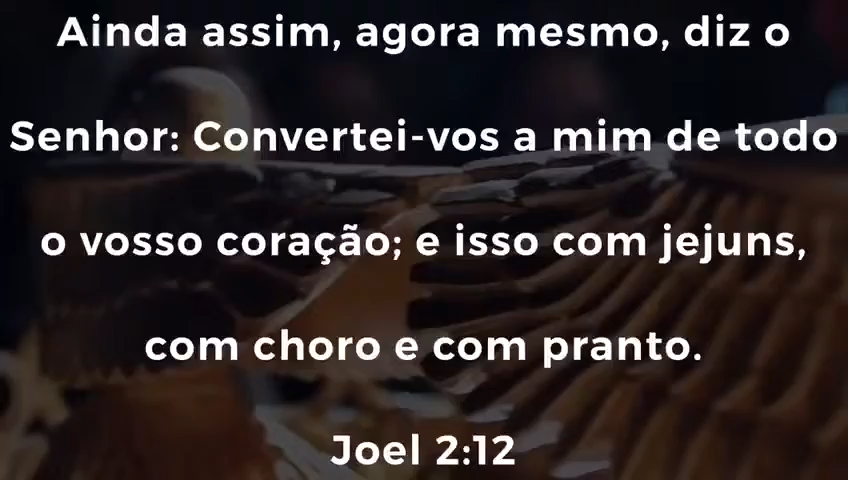 Ainda assim, agora mesmo, diz o
Senhor: Convertei-vos a mim de todo
o vosso coração; e isso com jejuns,
com choro e com pranto.
Joel 2:12